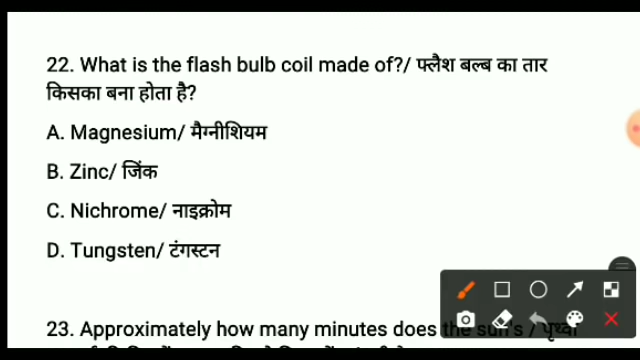 22. What is the flash bulb coil made of?/ फ्लैश बल्ब का तार
किसका बना होता है?
A. Magnesium/ मैग्नीशियम
B. Zinc/ जिंक
C. Nichrome/ नाइक्रोम
D. Tungsten/ टंगस्टन
23. Approximately how many minutes does the sun's / पृथ्वी